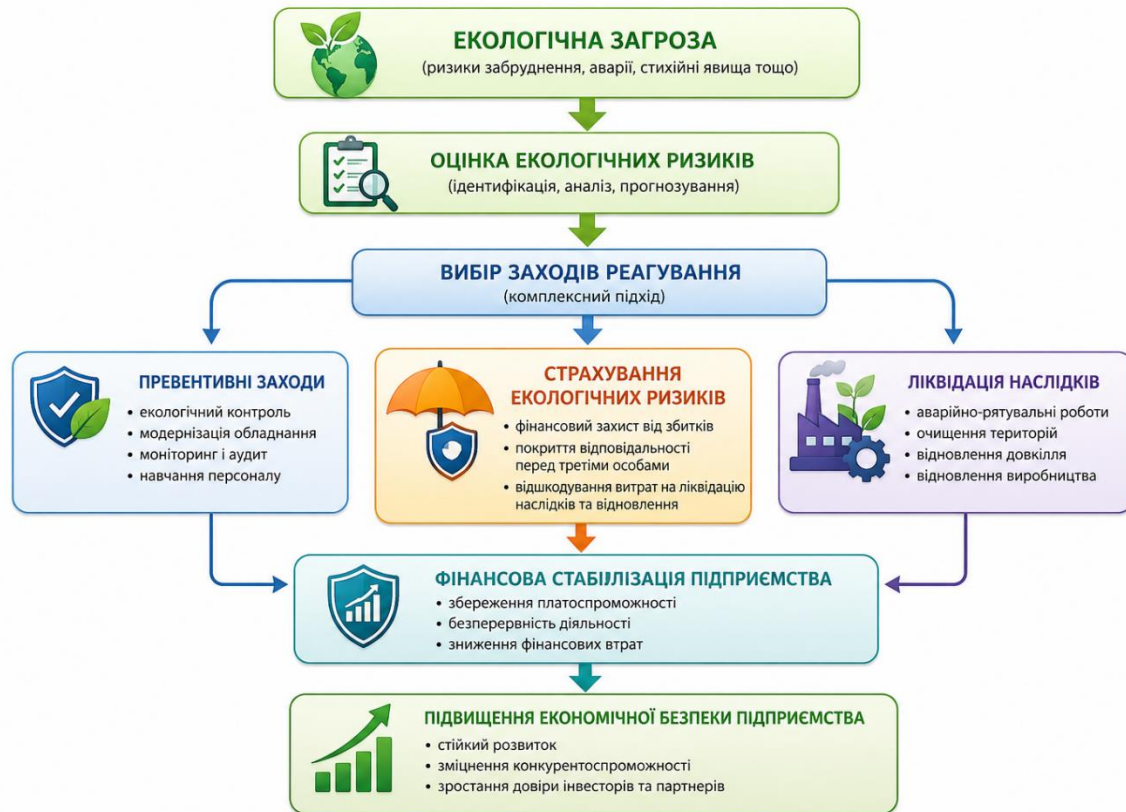 ЕКОЛОГІЧНА ЗАГРОЗА
(ризики забруднення, аварії, стихійні явища тощо)
ОЦІНКА ЕКОЛОГІЧНИХ РИЗИКІВ
(ідентифікація, аналіз, прогнозування)
ВИБІР ЗАХОДІВ РЕАГУВАННЯ
(комплексний підхід)
ПРЕВЕНТИВНІ ЗАХОДИ
• екологічний контроль
• модернізація обладнання
• моніторинг і аудит
• навчання персоналу
СТРАХУВАННЯ
ЕКОЛОГІЧНИХ РИЗИКІВ
• фінансовий захист від збитків
• покриття відповідальності
перед третіми особами
• відшкодування витрат на ліквідацію
наслідків та відновлення
ЛІКВІДАЦІЯ НАСЛІДКІВ
• аварійно-рятувальні роботи
• очищення територій
• відновлення довкілля
• відновлення виробництва
ФІНАНСОВА СТАБІЛІЗАЦІЯ ПІДПРИЄМСТВА
• збереження платоспроможності
• безперервність діяльності
• зниження фінансових втрат
ПІДВИЩЕННЯ ЕКОНОМІЧНОЇ БЕЗПЕКИ ПІДПРИЄМСТВА
• стійкий розвиток
• зміцнення конкурентоспроможності
• зростання довіри інвесторів та партнерів